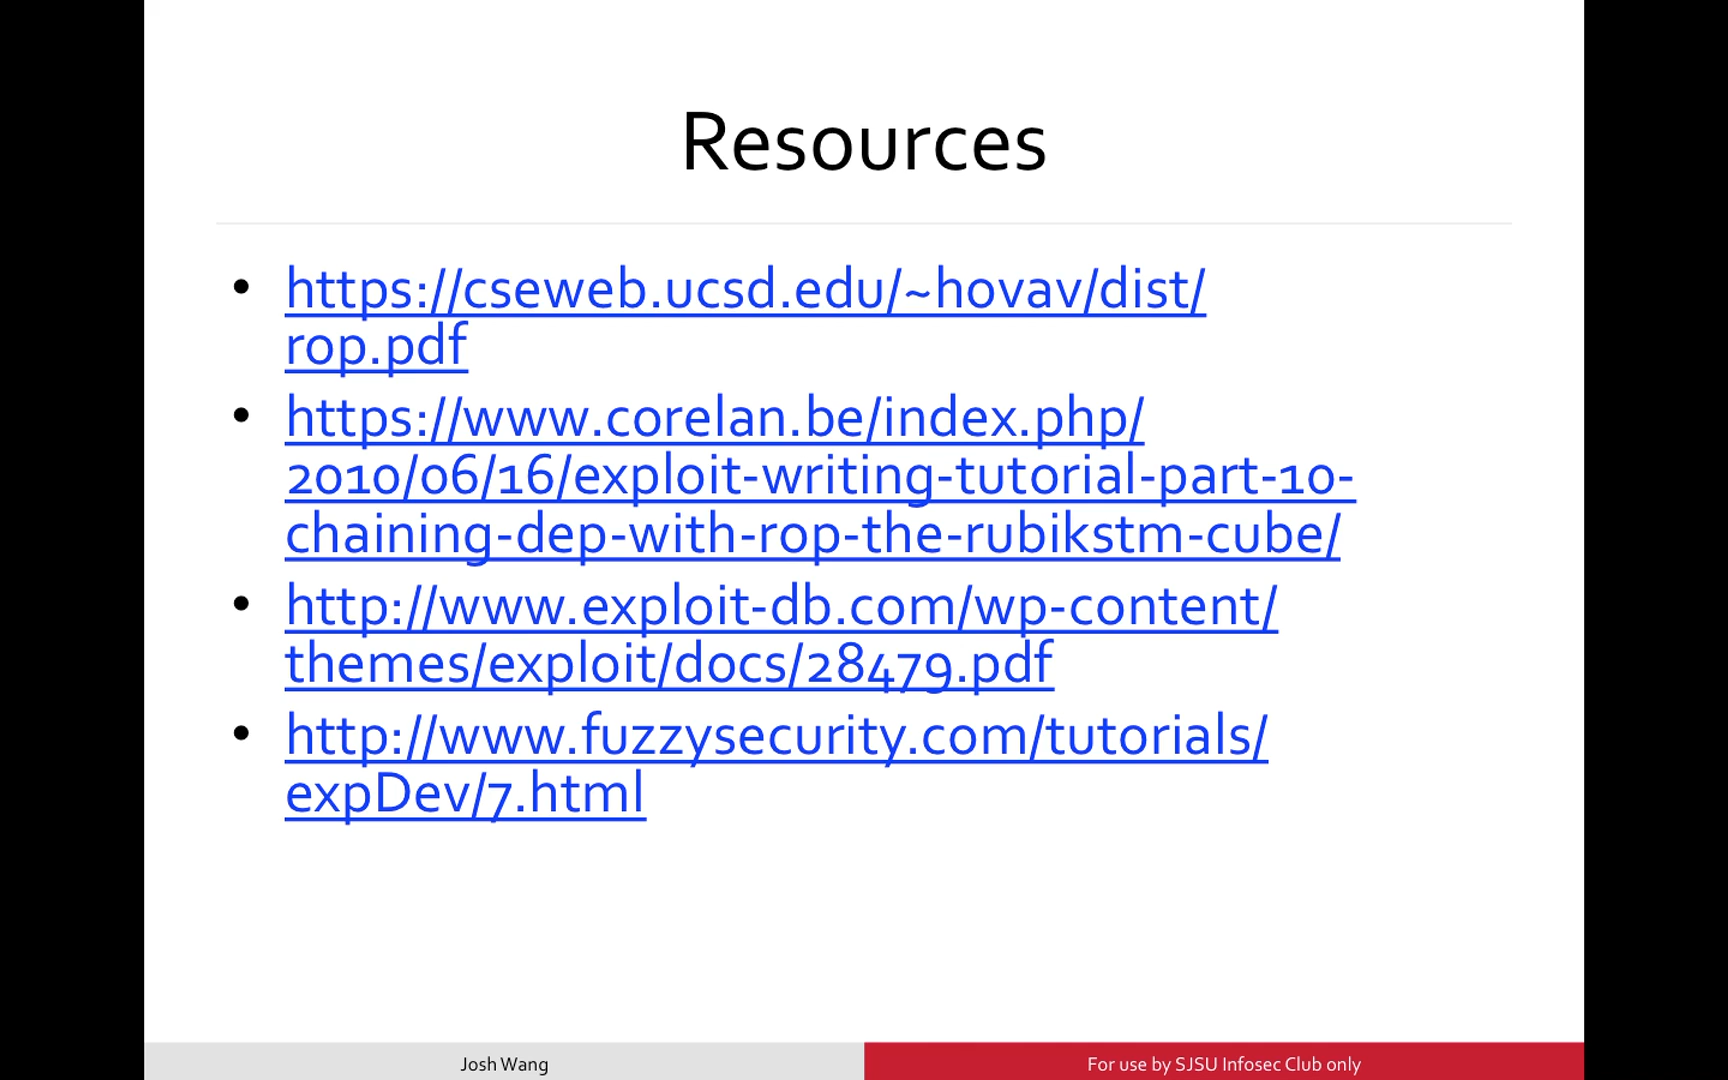 Resources
• https://cseweb.ucsd.edu/~hovav/dist/
rop.pdf
• https://www.corelan.be/index.php/
2010/06/16/exploit-writing-tutorial-part-10-
chaining-dep-with-rop-the-rubikstm-cube/
• http://www.exploit-db.com/wp-content/
themes/exploit/docs/28479.pdf
• http://www.fuzzysecurity.com/tutorials/
expDev/7.html
Josh Wang
For use by SJSU Infosec Club only